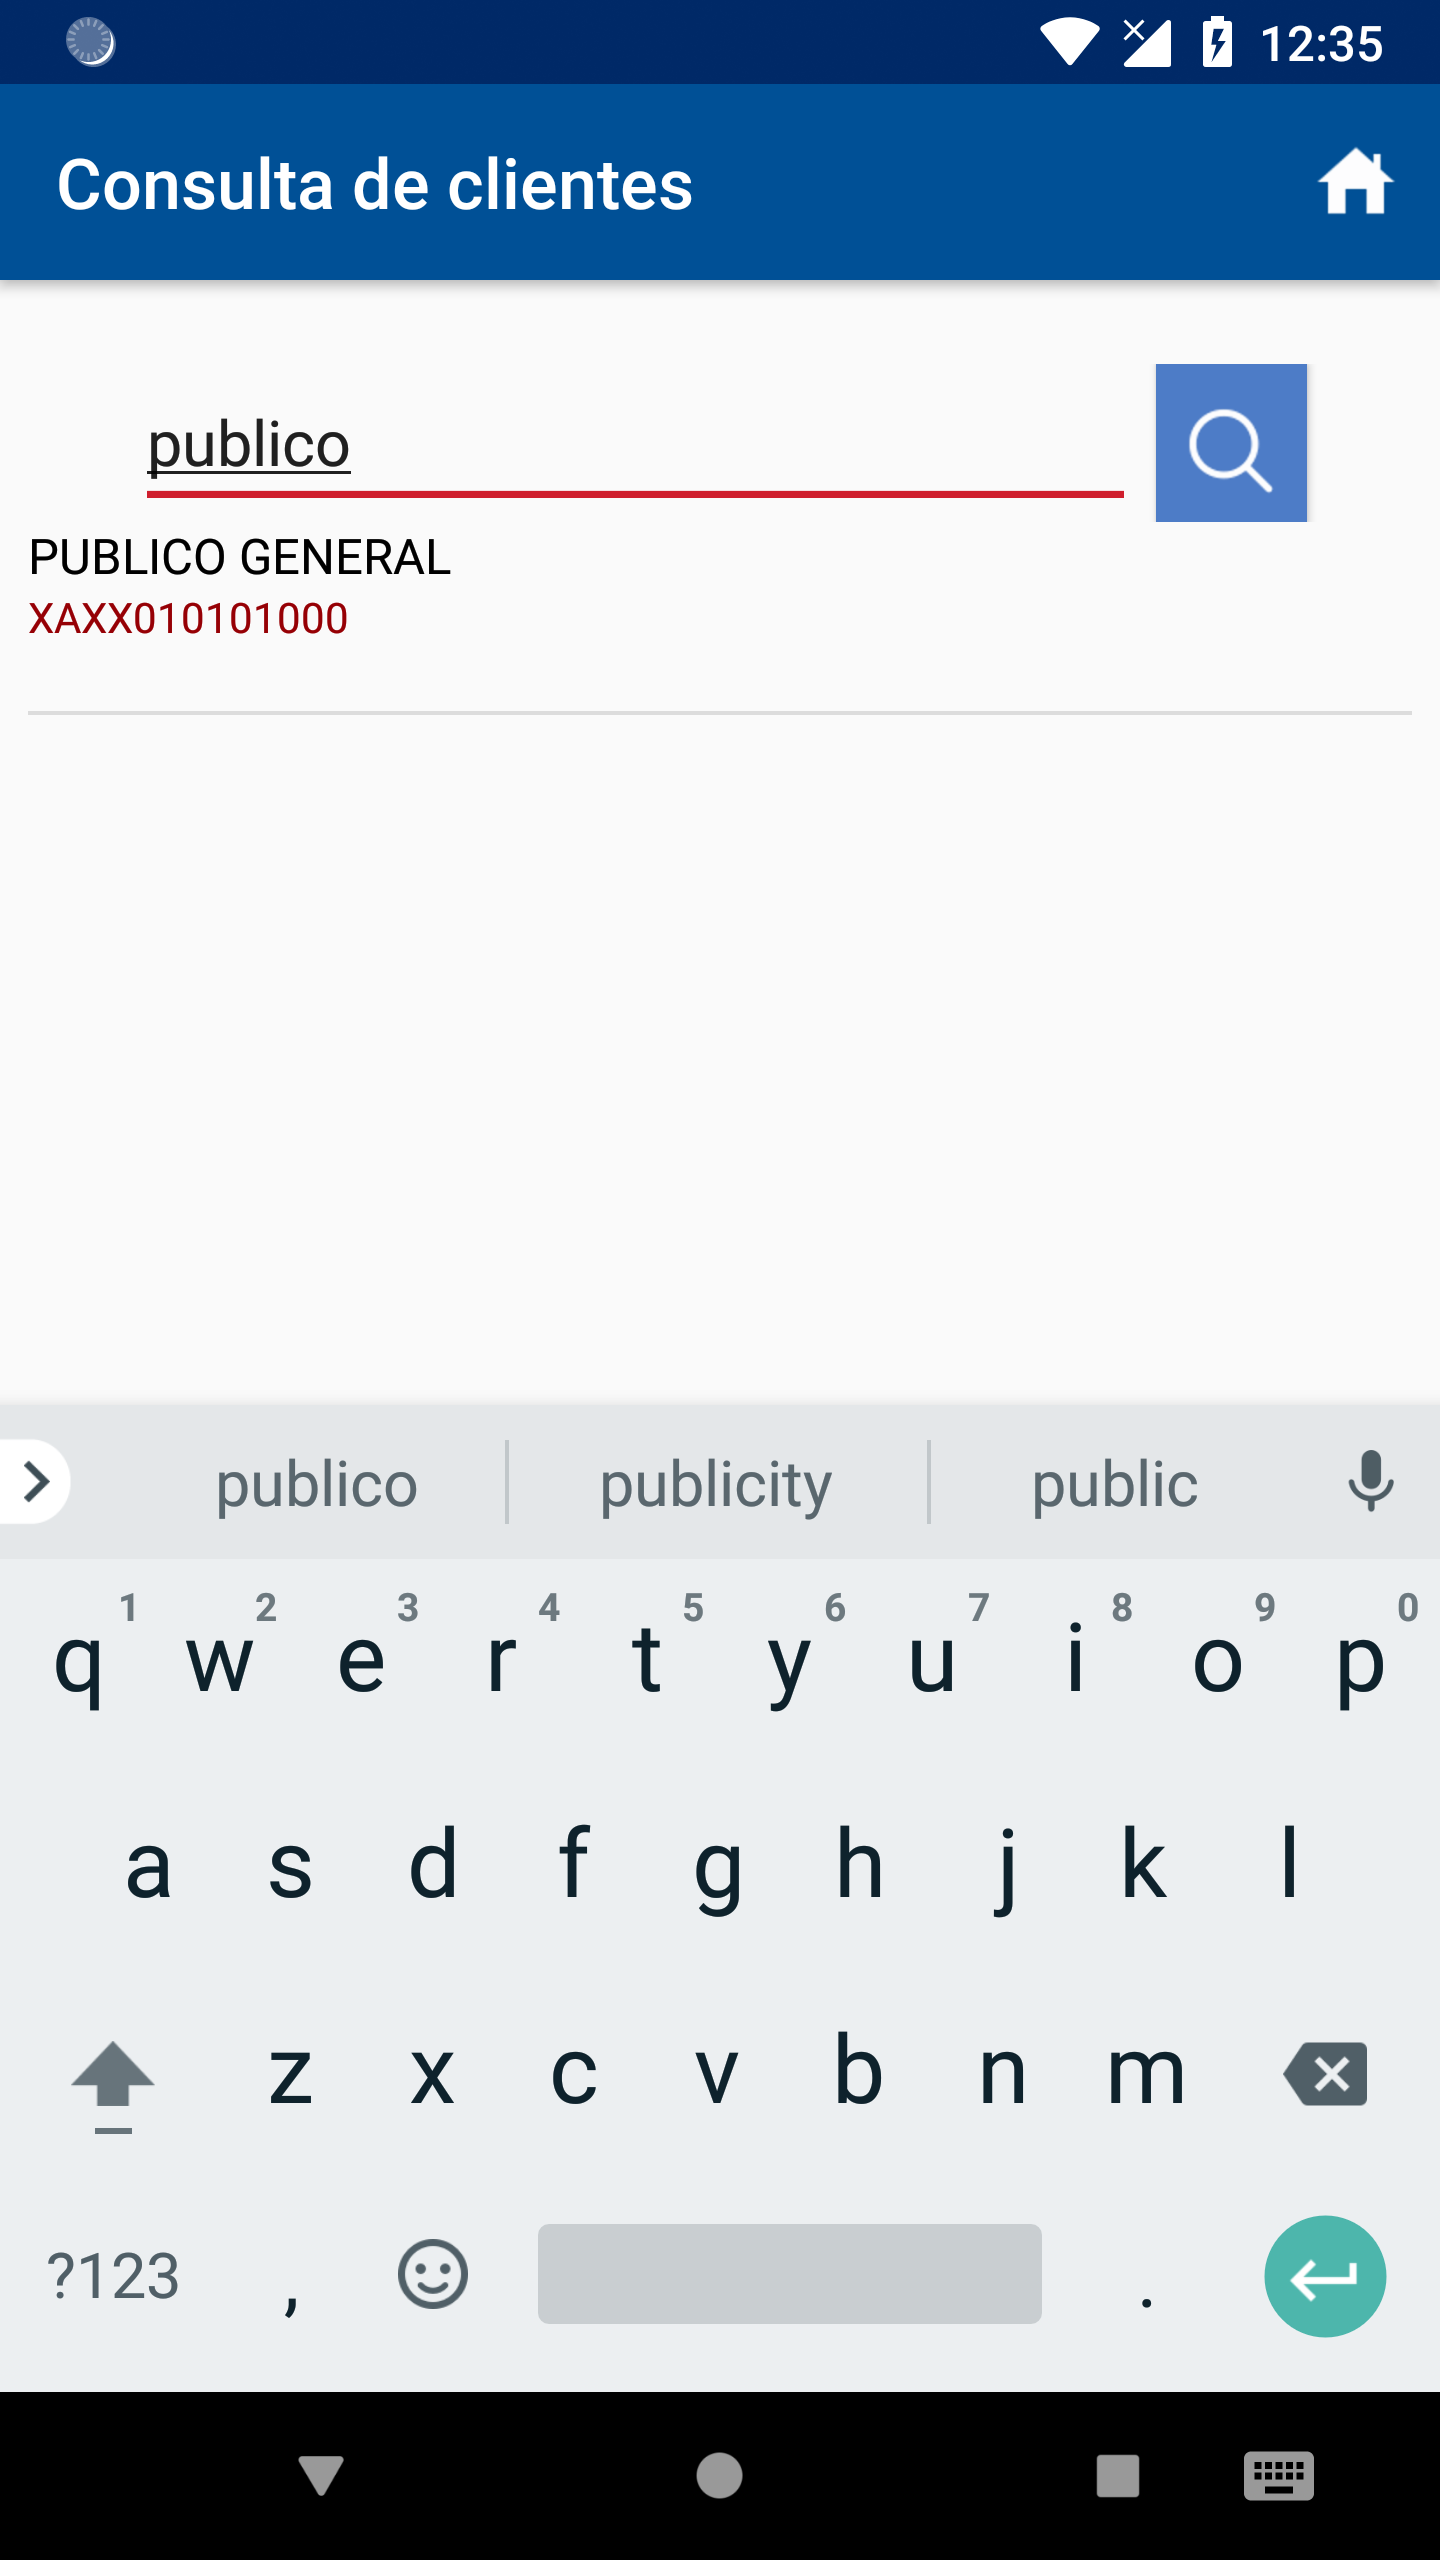 12:35
Consulta de clientes
publico
PUBLICO GENERAL
XAXX010101000
publico publicity public
1 2 3 4 5 6 7 8 9 0
q w e r t y u i o p
a s d f g h j k l
z x c v b n m
?123 , .